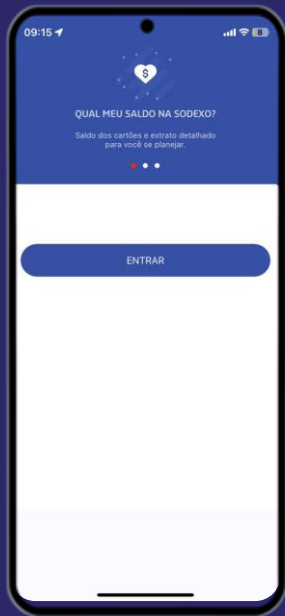 09:15
$
QUAL MEU SALDO NA SODEXO?
Saldo dos cartões e extrato detalhado
para você se planejar.
ENTRAR